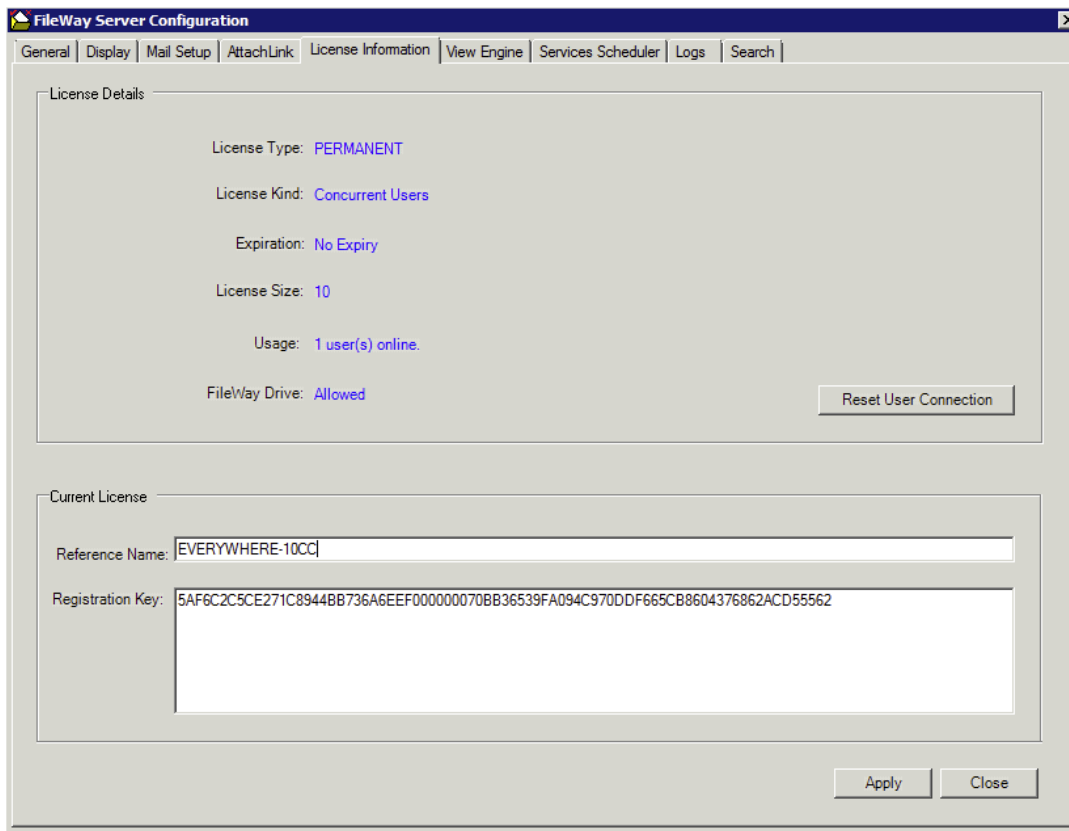 FileWay Server Configuration
General Display Mail Setup AttachLink License Information View Engine Services Scheduler Logs Search
License Details
License Type: PERMANENT
License Kind: Concurrent Users
Expiration: No Expiry
License Size: 10
Usage: 1 user(s) online.
FileWay Drive: Allowed
Reset User Connection
Current License
Reference Name: EVERYWHERE-10CC
Registration Key: 5AF6C2C5CE271C8944BB736A6EEF000000070BB36539FA094C970DDF665CB8604376862ACD55562
Apply Close